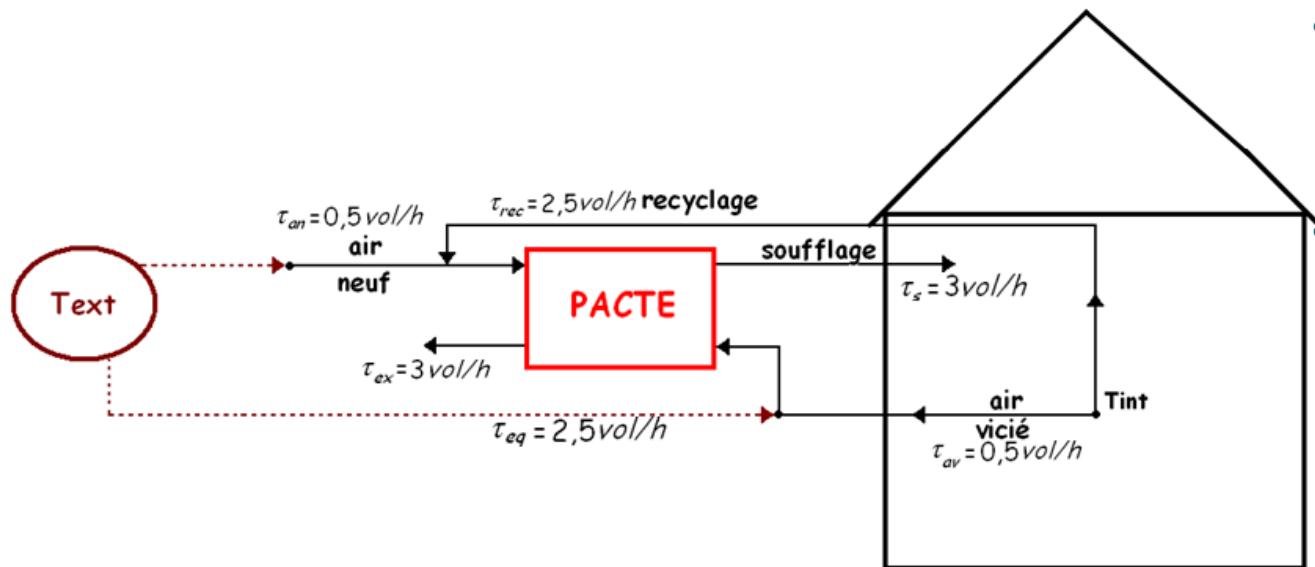 τan=0,5vol/h
air
neuf
τrec=2,5vol/h recyclage
Text
PACTE
soufflage
τs=3vol/h
τex=3vol/h
τeq=2,5vol/h
air
vicié
τav=0,5vol/h
Tint